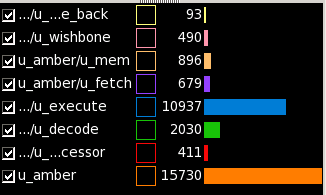 .../u_...e_back 93
.../u_wishbone 490
u_amber/u_mem 896
u_amber/u_fetch 679
.../u_execute 10937
.../u_decode 2030
.../u_...cessor 411
u_amber 15730